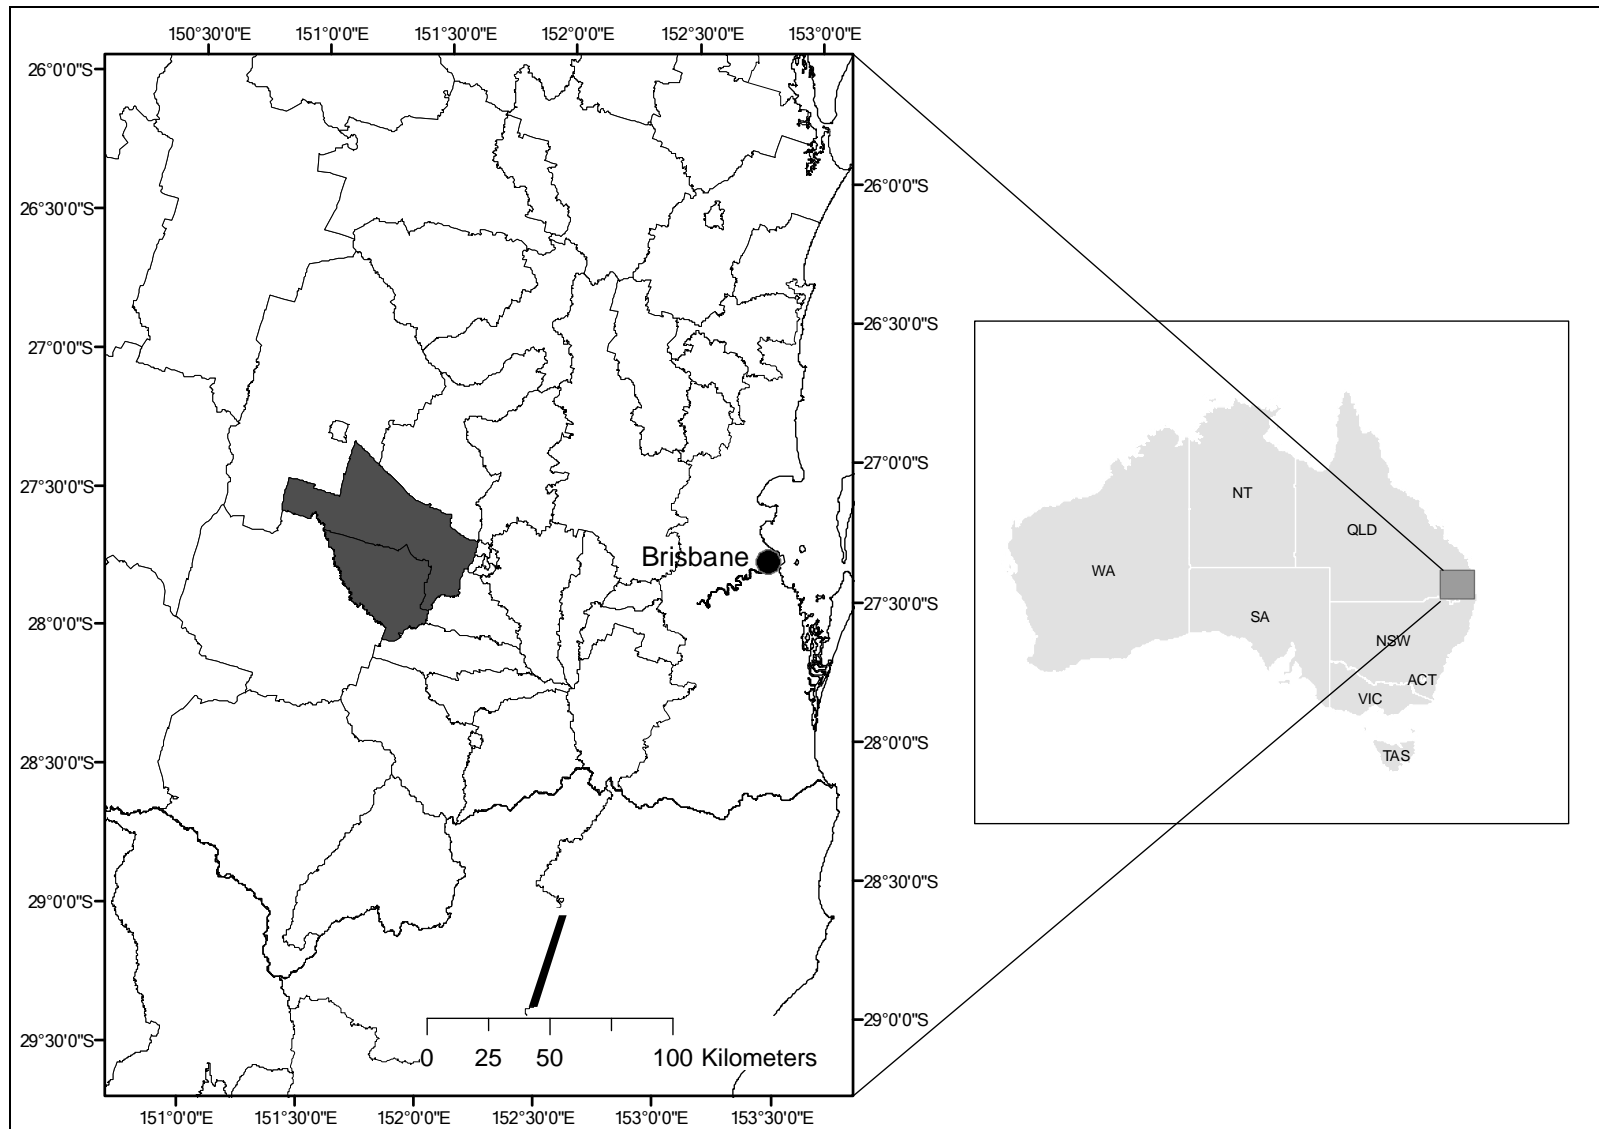 150°30'0"E 151°0'0"E 151°30'0"E 152°0'0"E 152°30'0"E 153°0'0"E
26°0'0"S
26°0'0"S
26°30'0"S
26°30'0"S
27°0'0"S
27°0'0"S
27°30'0"S
NT
QLD
Brisbane
WA
27°30'0"S
28°0'0"S
SA
NSW
ACT
VIC
28°0'0"S
TAS
28°30'0"S
28°30'0"S
29°0'0"S
29°0'0"S
29°30'0"S
0 25 50 100 Kilometers
151°0'0"E 151°30'0"E 152°0'0"E 152°30'0"E 153°0'0"E 153°30'0"E